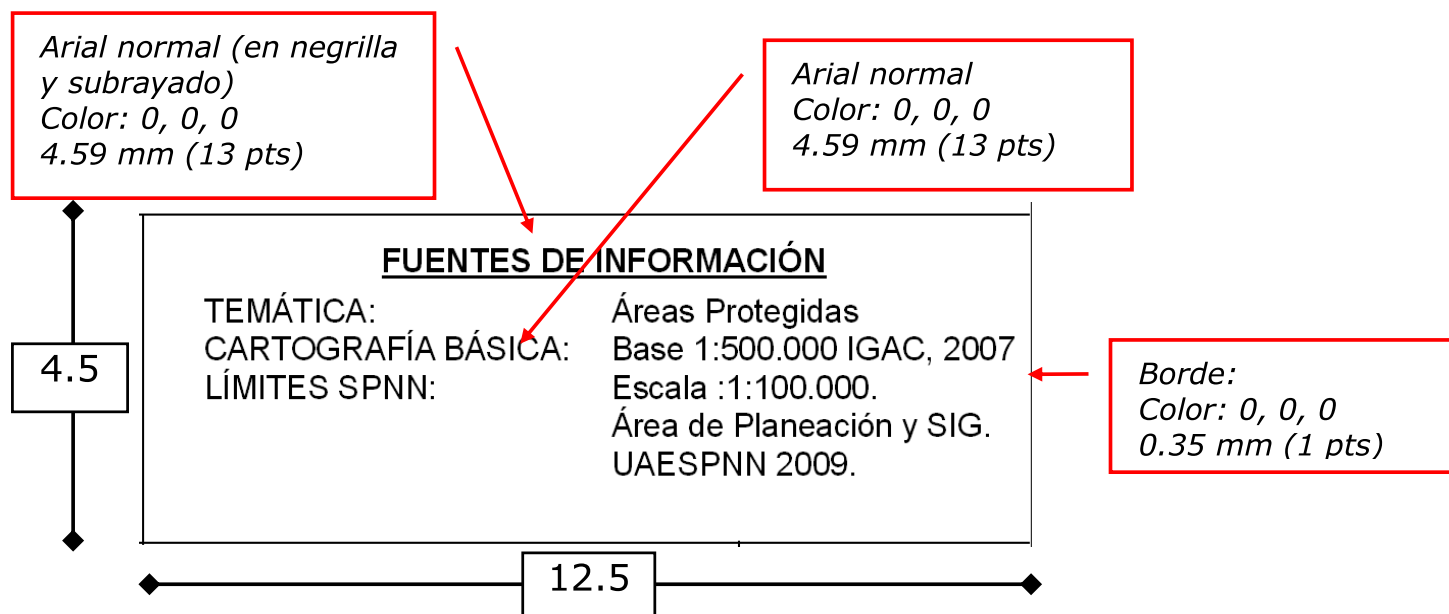 Arial normal (en negrilla
y subrayado)
Color: 0, 0, 0
4.59 mm (13 pts)
Arial normal
Color: 0, 0, 0
4.59 mm (13 pts)
FUENTES DE INFORMACIÓN
TEMÁTICA: Áreas Protegidas
CARTOGRAFÍA BÁSICA: Base 1:500.000 IGAC, 2007
LÍMITES SPNN: Escala :1:100.000.
Área de Planeación y SIG.
UAESPNN 2009.
4.5
Borde:
Color: 0, 0, 0
0.35 mm (1 pts)
12.5